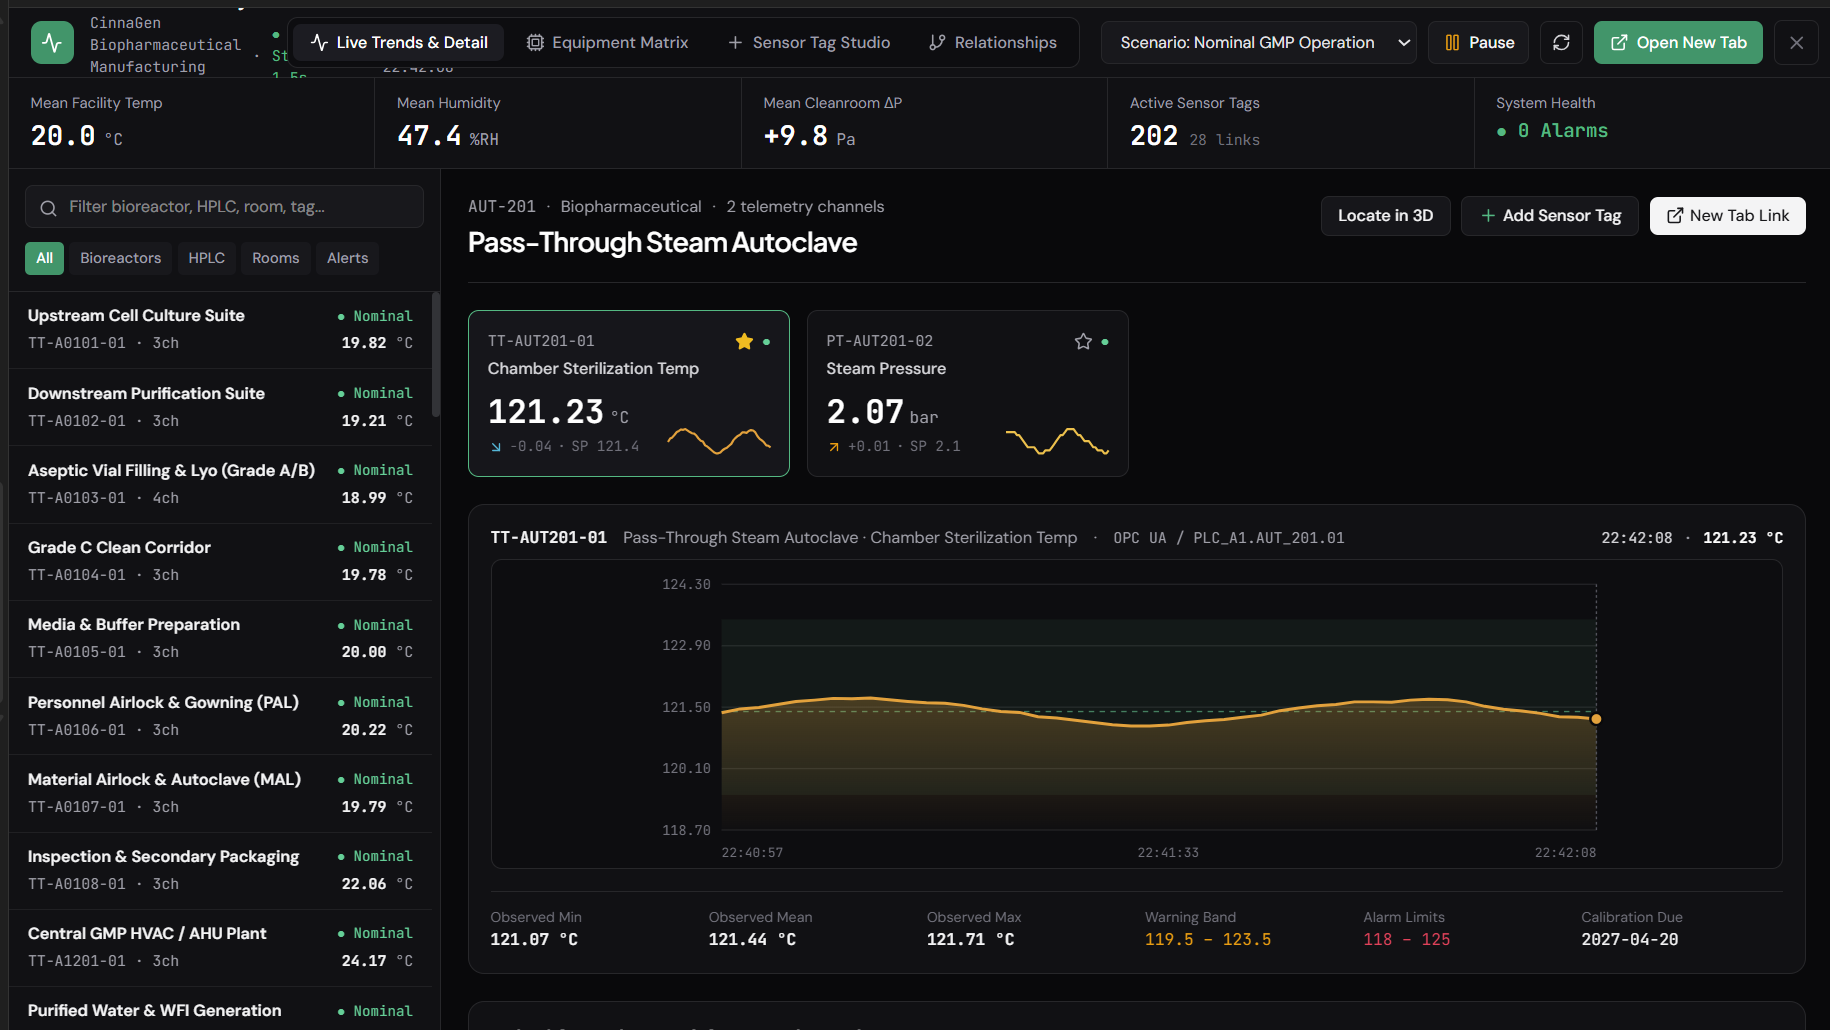 CinnaGen
Biopharmaceutical
Manufacturing
·
Live Trends & Detail
Equipment Matrix
Sensor Tag Studio
Relationships
Scenario: Nominal GMP Operation
Pause
Open New Tab
Mean Facility Temp
20.0 °C
Mean Humidity
47.4 %RH
Mean Cleanroom ΔP
+9.8 Pa
Active Sensor Tags
202 28 links
System Health
0 Alarms
Filter bioreactor, HPLC, room, tag...
All
Bioreactors
HPLC
Rooms
Alerts
Upstream Cell Culture Suite
Nominal
TT-A0101-01 · 3ch
19.82 °C
Downstream Purification Suite
Nominal
TT-A0102-01 · 3ch
19.21 °C
Aseptic Vial Filling & Lyo (Grade A/B)
Nominal
TT-A0103-01 · 4ch
18.99 °C
Grade C Clean Corridor
Nominal
TT-A0104-01 · 3ch
19.78 °C
Media & Buffer Preparation
Nominal
TT-A0105-01 · 3ch
20.00 °C
Personnel Airlock & Gowning (PAL)
Nominal
TT-A0106-01 · 3ch
20.22 °C
Material Airlock & Autoclave (MAL)
Nominal
TT-A0107-01 · 3ch
19.79 °C
Inspection & Secondary Packaging
Nominal
TT-A0108-01 · 3ch
22.06 °C
Central GMP HVAC / AHU Plant
Nominal
TT-A1201-01 · 3ch
24.17 °C
Purified Water & WFI Generation
Nominal
AUT-201 · Biopharmaceutical · 2 telemetry channels
Pass-Through Steam Autoclave
Locate in 3D
Add Sensor Tag
New Tab Link
TT-AUT201-01
Chamber Sterilization Temp
121.23 °C
-0.04 · SP 121.4
PT-AUT201-02
Steam Pressure
2.07 bar
+0.01 · SP 2.1
TT-AUT201-01 Pass-Through Steam Autoclave · Chamber Sterilization Temp · OPC UA / PLC_A1.AUT_201.01
22:42:08 · 121.23 °C
124.30
122.90
121.50
120.10
118.70
22:40:57
22:41:33
22:42:08
Observed Min
121.07 °C
Observed Mean
121.44 °C
Observed Max
121.71 °C
Warning Band
119.5 – 123.5
Alarm Limits
118 – 125
Calibration Due
2027-04-20